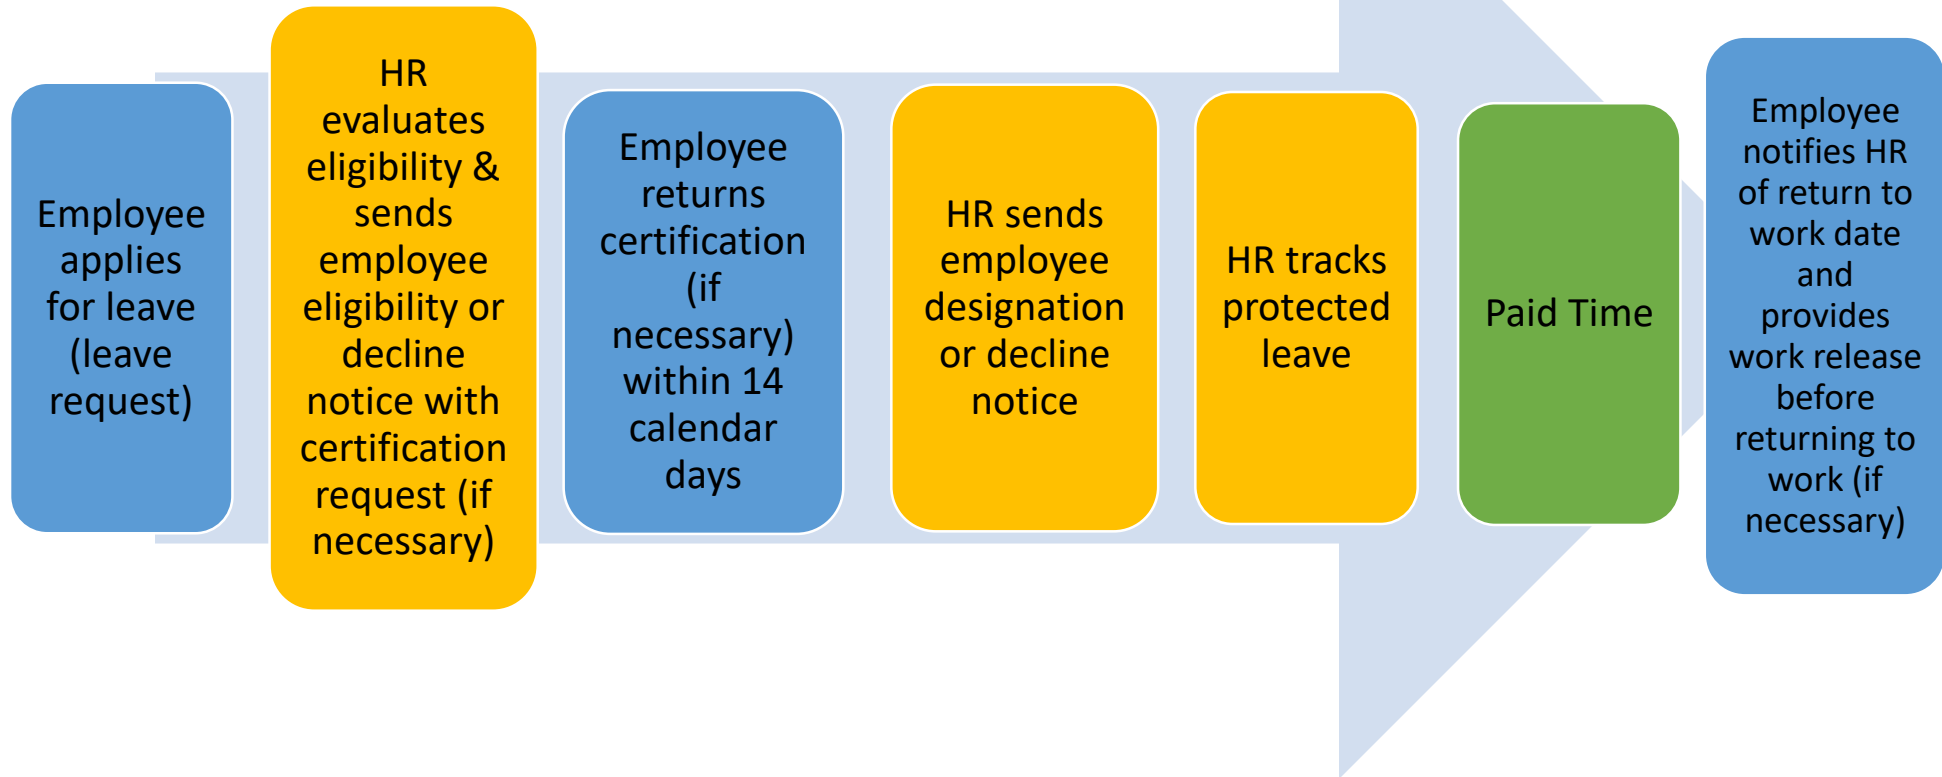 Employee
applies
for leave
(leave
request)
HR
evaluates
eligibility &
sends
employee
eligibility or
decline
notice with
certification
request (if
necessary)
Employee
returns
certification
(if
necessary)
within 14
calendar
days
HR sends
employee
designation
or decline
notice
HR tracks
protected
leave
Paid Time
Employee
notifies HR
of return to
work date
and
provides
work release
before
returning to
work (if
necessary)